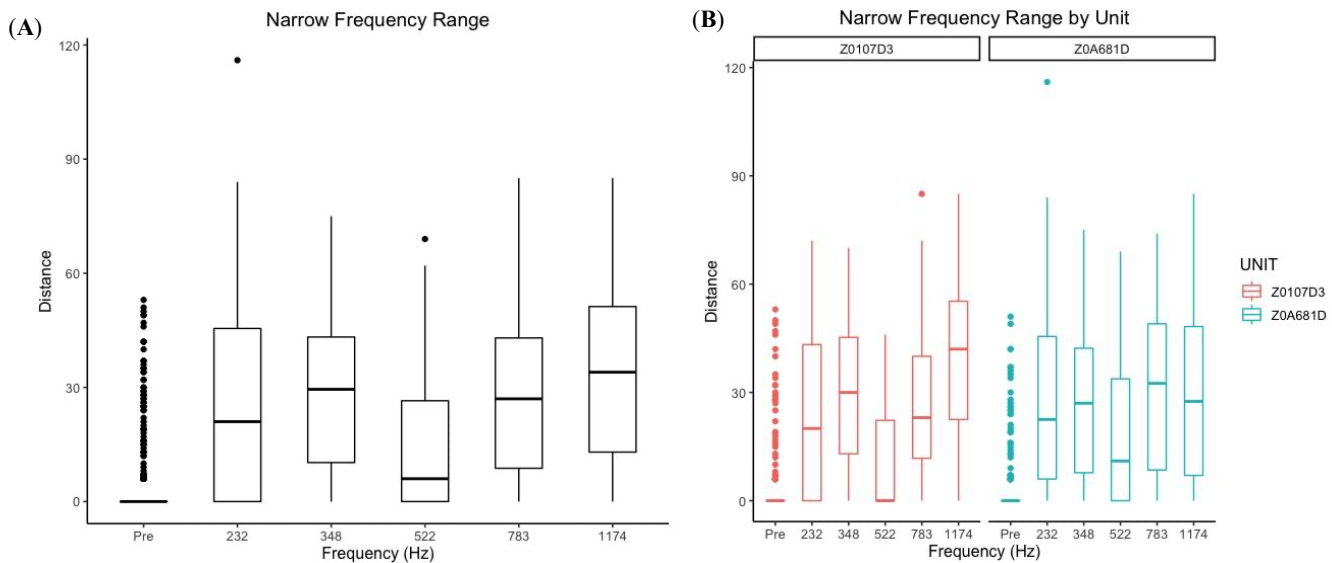 (A)
Narrow Frequency Range
120
90
60
30
0
Distance
Pre 232 348 522 783 1174
Frequency (Hz)
(B)
Narrow Frequency Range by Unit
Z0107D3 Z0A681D
120
90
60
30
0
Distance
Pre 232 348 522 783 1174 Pre 232 348 522 783 1174
Frequency (Hz)
UNIT
Z0107D3
Z0A681D